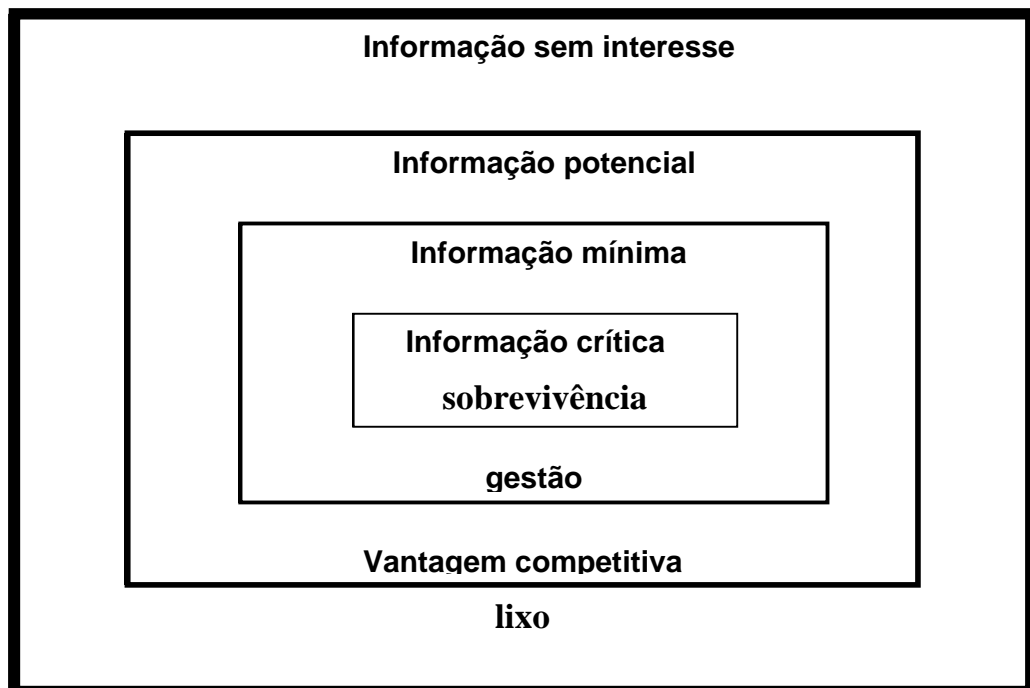 Informação sem interesse
Informação potencial
Informação mínima
Informação crítica
sobrevivência
gestão
Vantagem competitiva
lixo